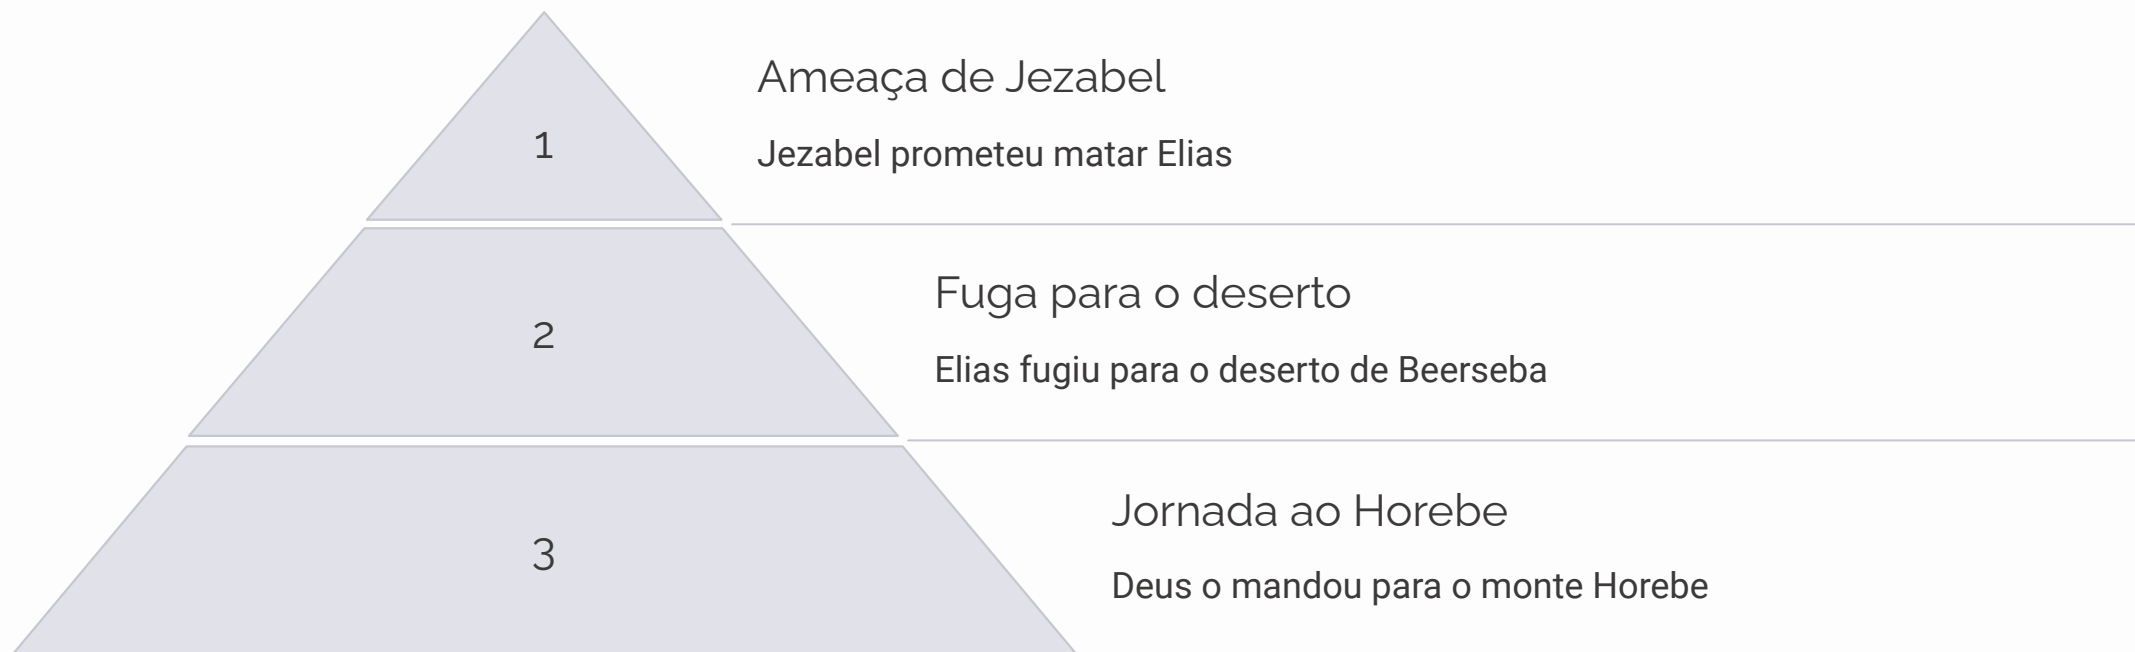 1
Ameaça de Jezabel
Jezabel prometeu matar Elias
2
Fuga para o deserto
Elias fugiu para o deserto de Beerseba
3
Jornada ao Horebe
Deus o mandou para o monte Horebe